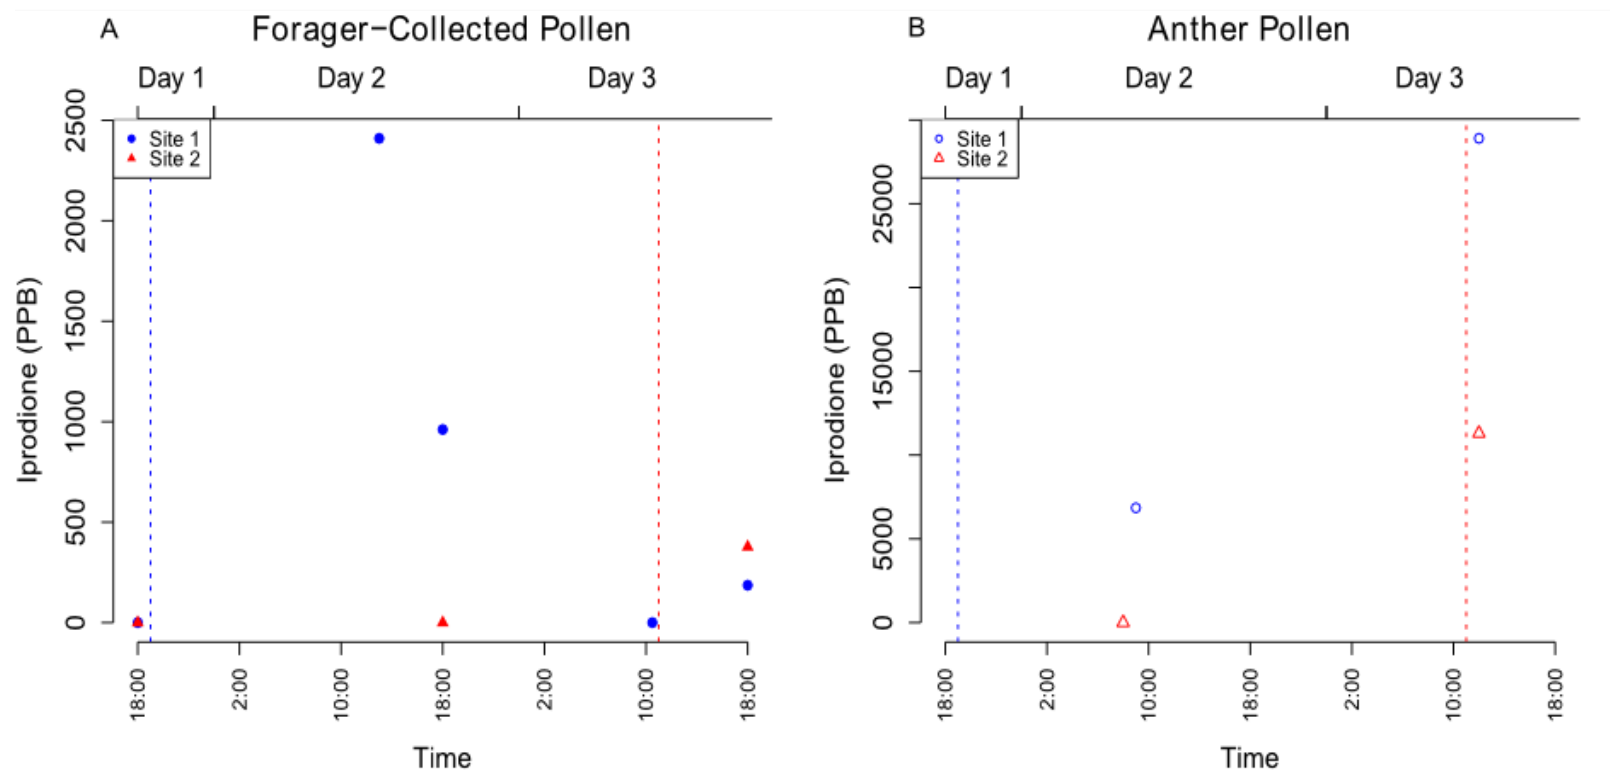 A
Forager-Collected Pollen
Day 1 Day 2 Day 3
Site 1
Site 2
Iprodione (PPB)
2500
2000
1500
1000
500
0
18:00 2:00 10:00 18:00 2:00 10:00 18:00
Time
B
Anther Pollen
Day 1 Day 2 Day 3
Site 1
Site 2
Iprodione (PPB)
25000
15000
5000
0
18:00 2:00 10:00 18:00 2:00 10:00 18:00
Time